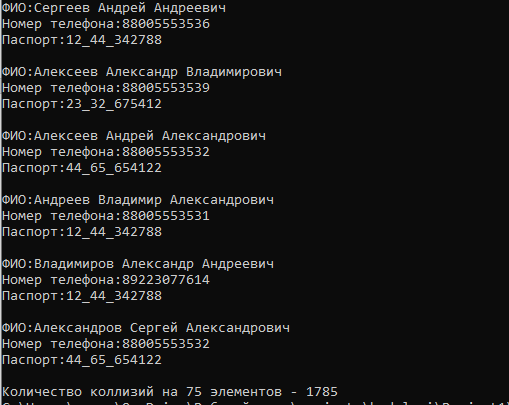 ФИО:Сергеев Андрей Андреевич
Номер телефона:88005553536
Паспорт:12_44_342788
ФИО:Алексеев Александр Владимирович
Номер телефона:88005553539
Паспорт:23_32_675412
ФИО:Алексеев Андрей Александрович
Номер телефона:88005553532
Паспорт:44_65_654122
ФИО:Андреев Владимир Александрович
Номер телефона:88005553531
Паспорт:12_44_342788
ФИО:Владимиров Александр Андреевич
Номер телефона:89223077614
Паспорт:12_44_342788
ФИО:Александров Сергей Александрович
Номер телефона:88005553532
Паспорт:44_65_654122
Количество коллизий на 75 элементов - 1785